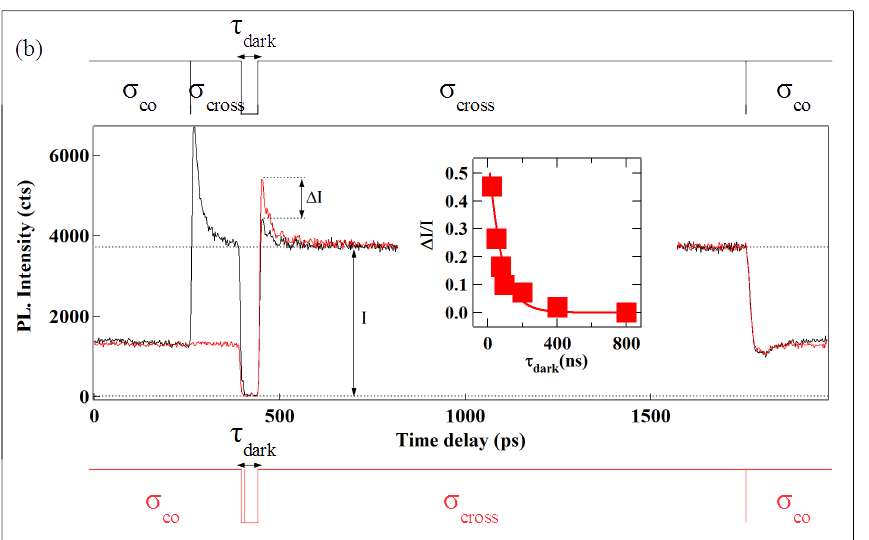 (b)
τdark
σco
σcross
σcross
σco
PL. Intensity (cts)
6000
4000
2000
0
ΔI
I
ΔI/I
0.5
0.4
0.3
0.2
0.1
0.0
0
400
800
τdark(ns)
0
500
1000
1500
Time delay (ps)
τdark
σco
σcross
σco